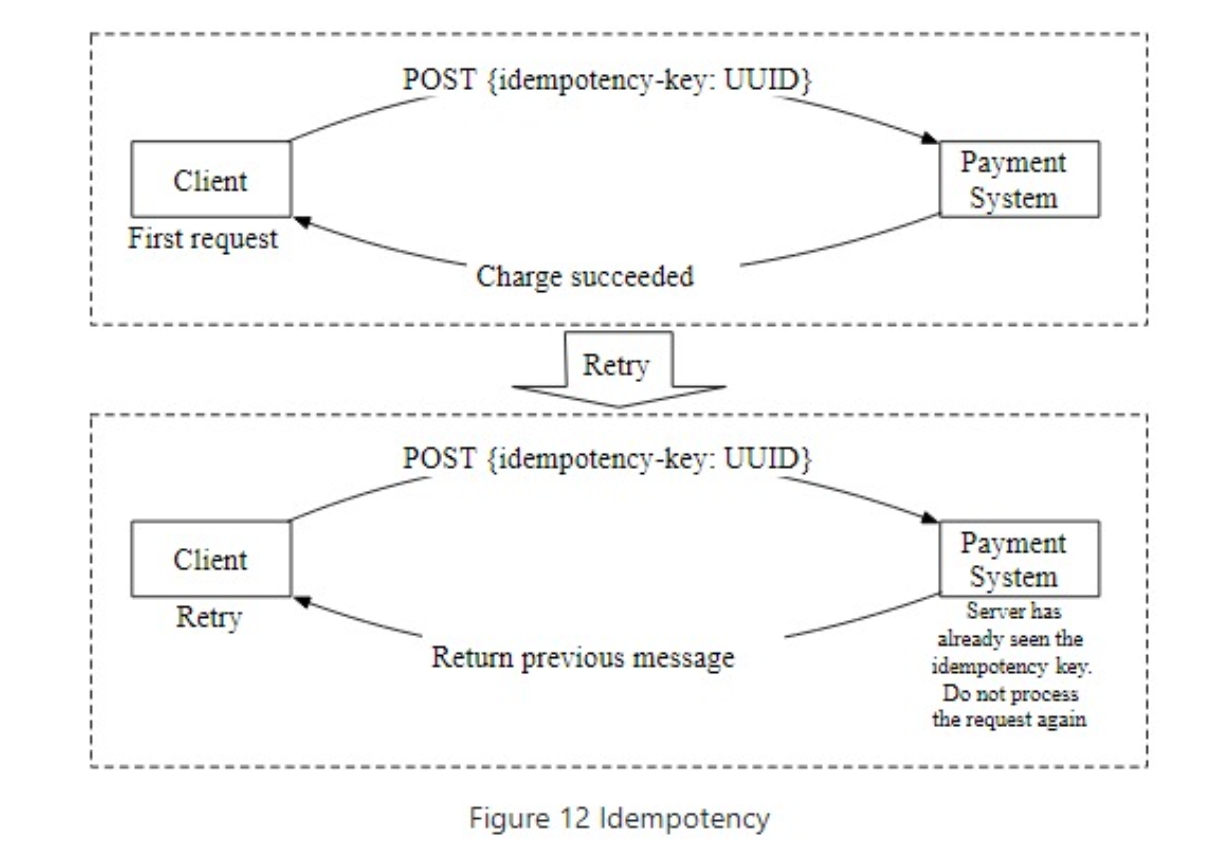 POST {idempotency-key: UUID}
Client
Payment
System
First request
Charge succeeded
Retry
POST {idempotency-key: UUID}
Client
Payment
System
Retry
Server has
already seen the
idempotency key.
Do not process
the request again
Return previous message
Figure 12 Idempotency